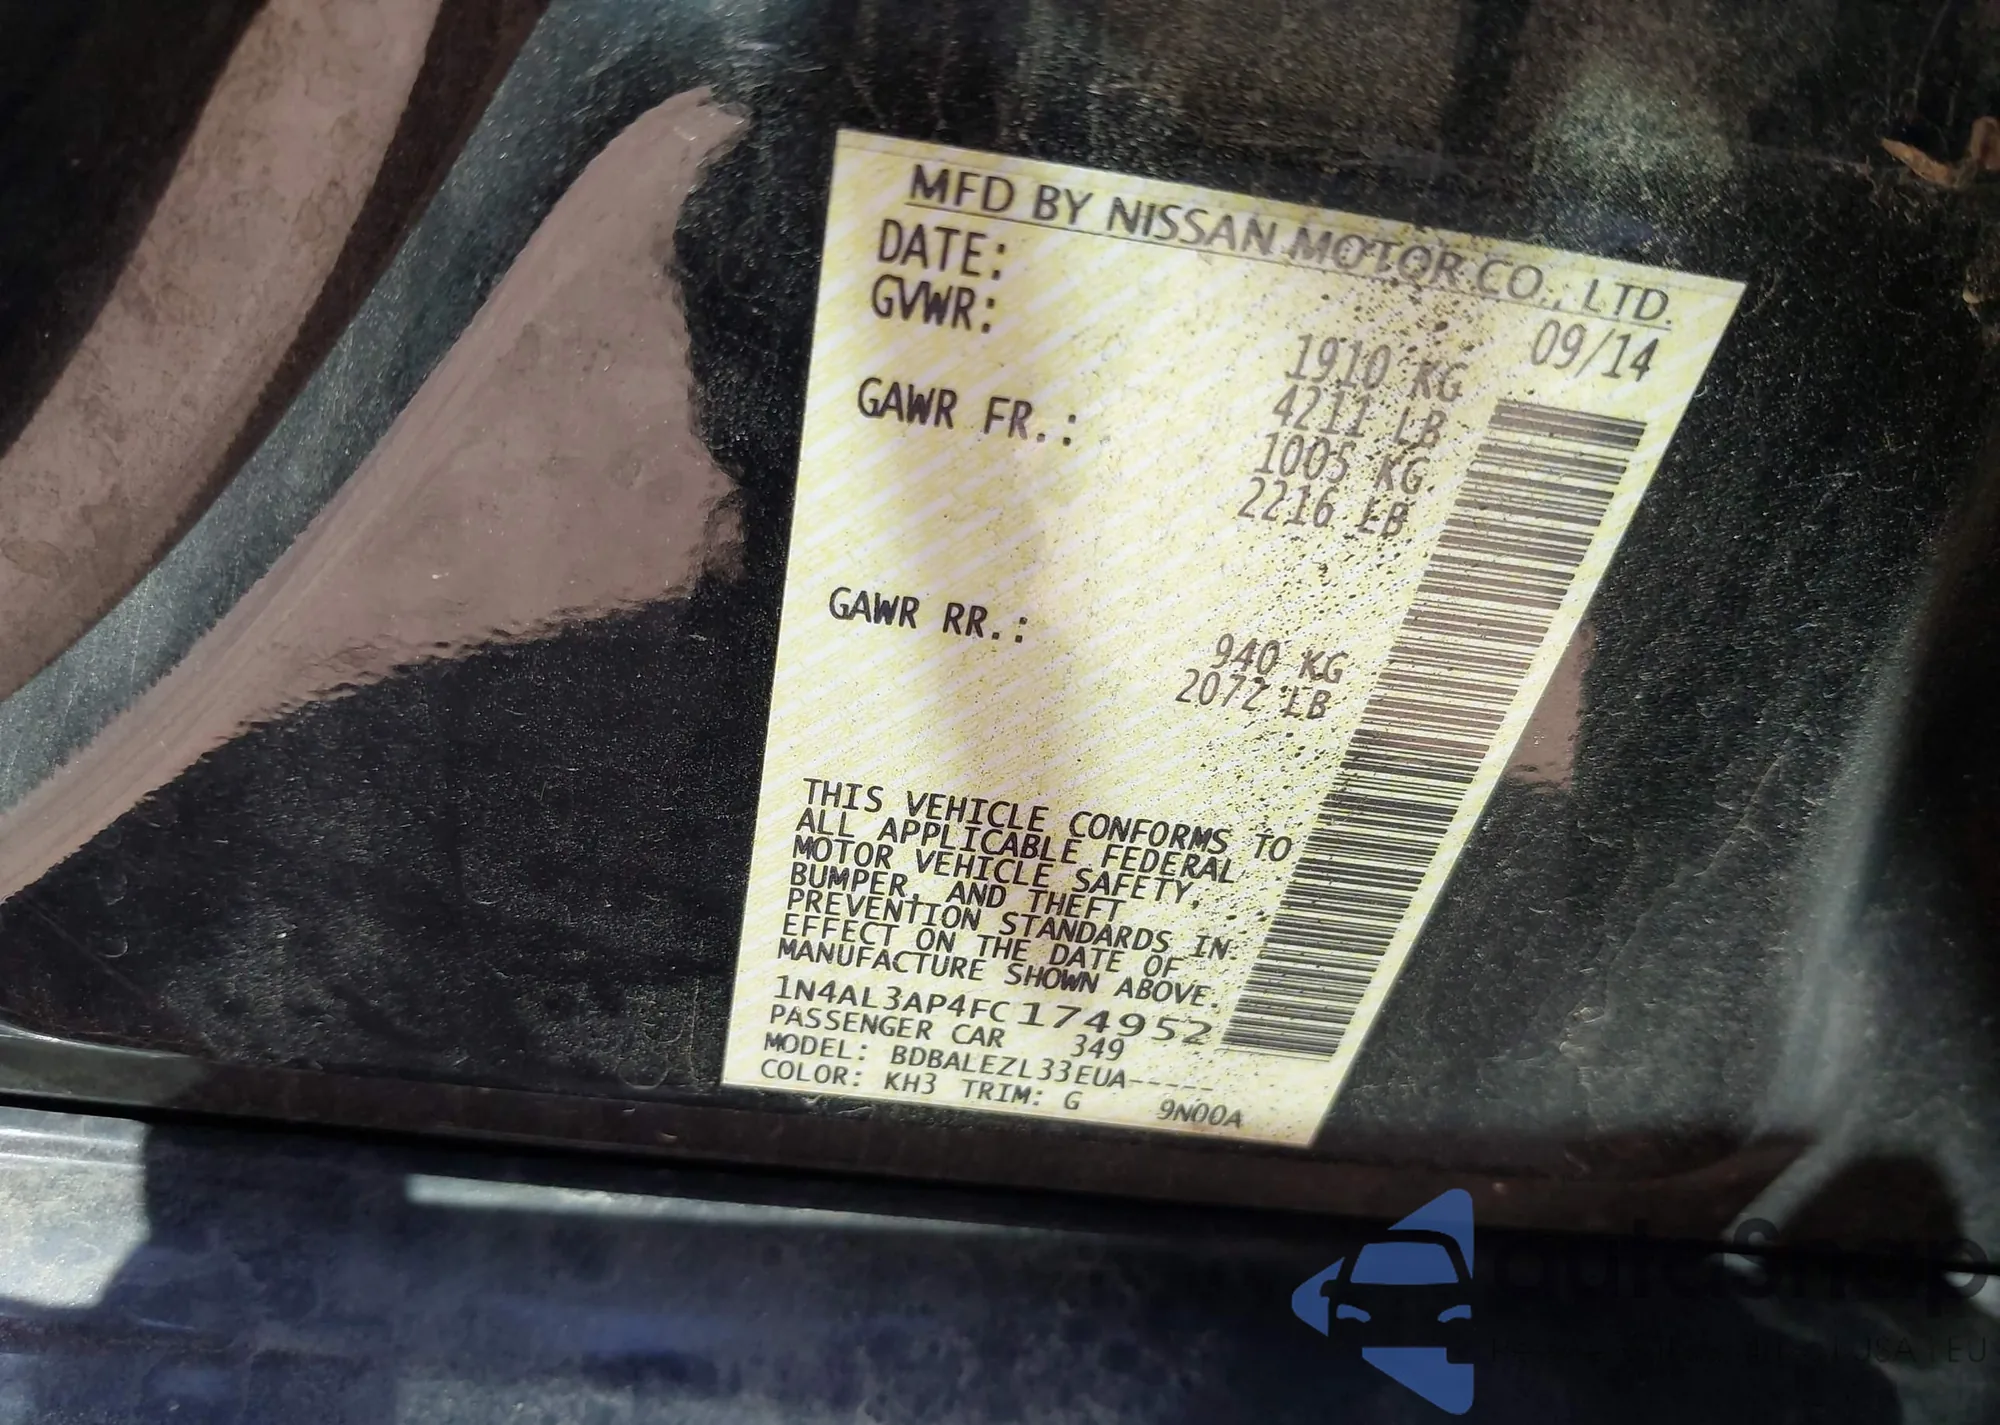 MFD BY NISSAN MOTOR CO., LTD.
DATE: 09/14
GVWR: 1910 KG
4211 LB
GAWR FR.: 1005 KG
2216 LB
GAWR RR.: 940 KG
2072 LB
THIS VEHICLE CONFORMS TO
ALL APPLICABLE FEDERAL
MOTOR VEHICLE SAFETY,
BUMPER, AND THEFT
PREVENTION STANDARDS IN
EFFECT ON THE DATE OF
MANUFACTURE SHOWN ABOVE.
1N4AL3AP4FC174952
PASSENGER CAR 349
MODEL: BDBALEZL33EUA-----
COLOR: KH3 TRIM: G 9N00A
autoSnap